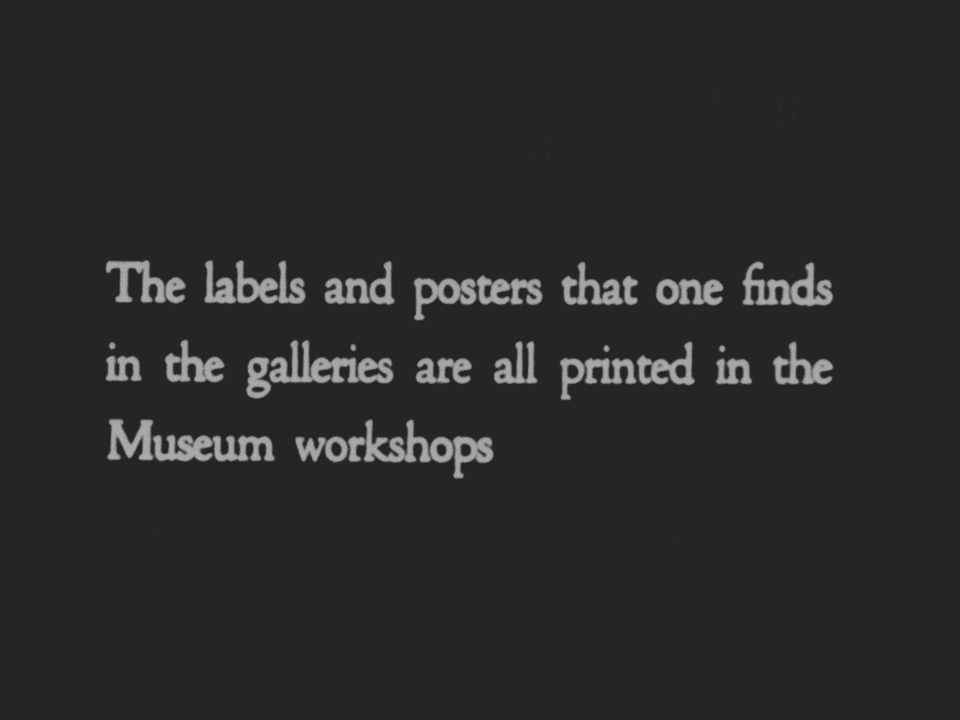 The labels and posters that one finds
in the galleries are all printed in the
Museum workshops